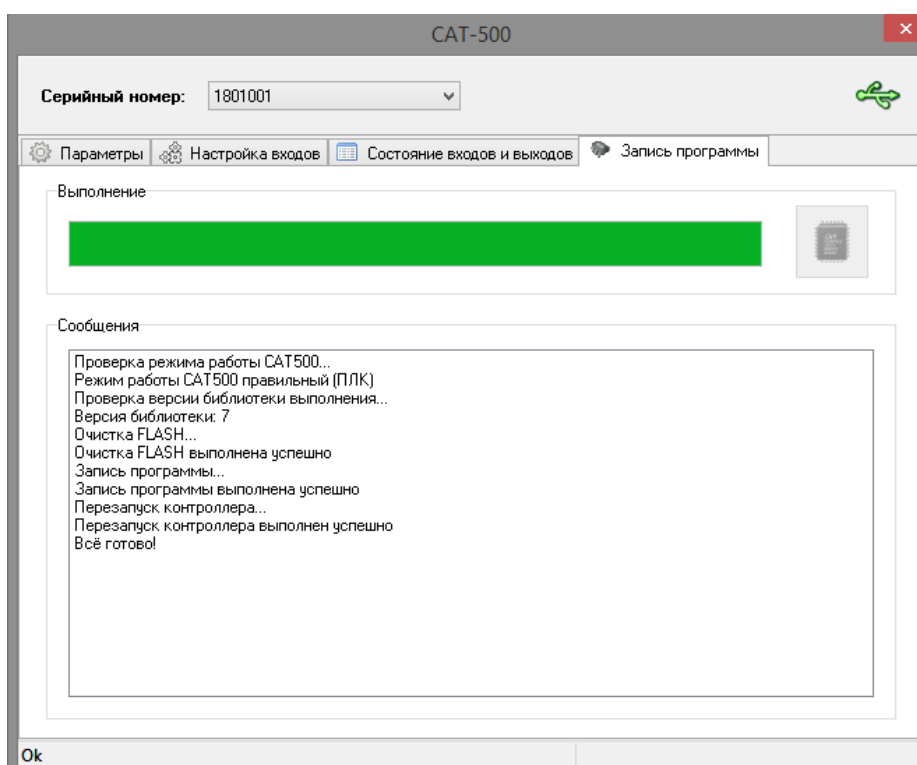 CAT-500
Серийный номер: 1801001
Параметры Настройка входов Состояние входов и выходов Запись программы
Выполнение
Сообщения
Проверка режима работы CAT500...
Режим работы CAT500 правильный (ПЛК)
Проверка версии библиотеки выполнения...
Версия библиотеки: 7
Очистка FLASH...
Очистка FLASH выполнена успешно
Запись программы...
Запись программы выполнена успешно
Перезапуск контроллера...
Перезапуск контроллера выполнен успешно
Всё готово!
Ok